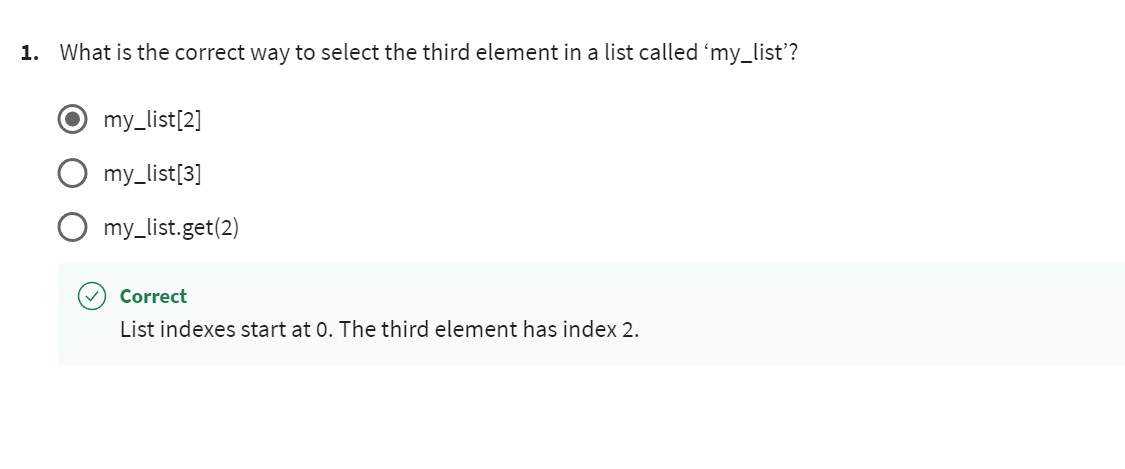 1. What is the correct way to select the third element in a list called ‘my_list’?
my_list[2]
my_list[3]
my_list.get(2)
Correct
List indexes start at 0. The third element has index 2.